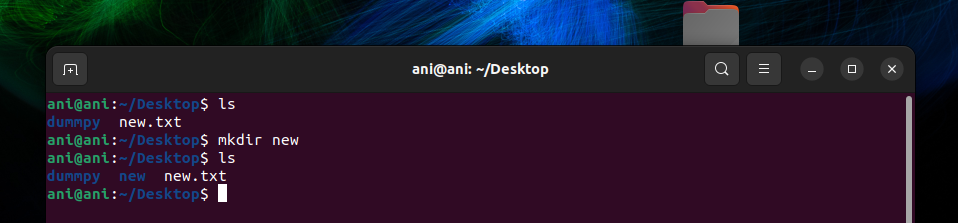 ani@ani: ~/Desktop
ani@ani:~/Desktop$ ls
dummpy  new.txt
ani@ani:~/Desktop$ mkdir new
ani@ani:~/Desktop$ ls
dummpy  new  new.txt
ani@ani:~/Desktop$